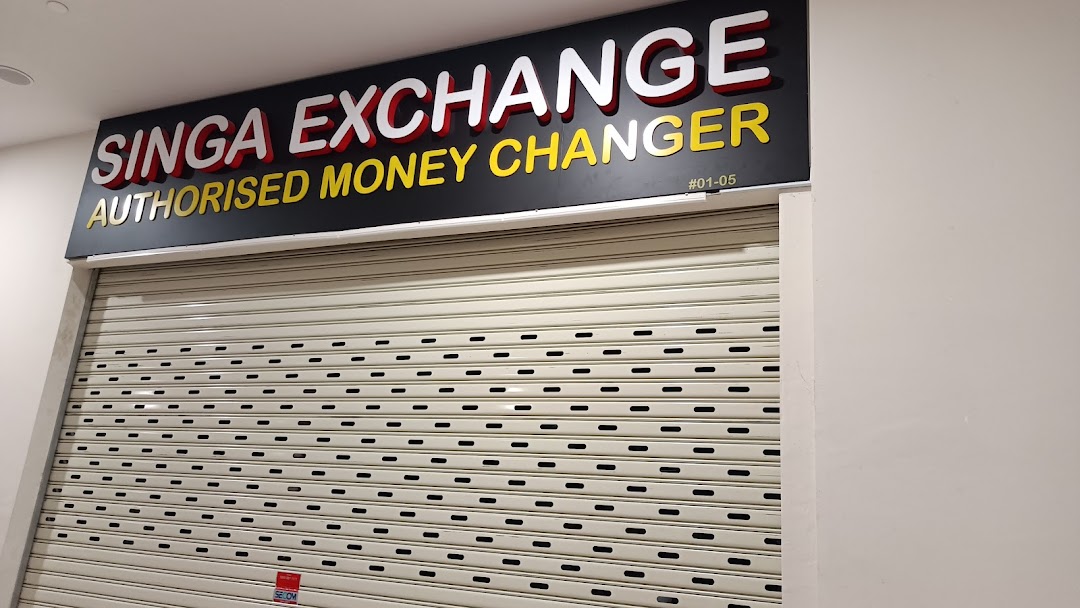 SINGA EXCHANGE
AUTHORISED MONEY CHANGER
#01-05
SECOM